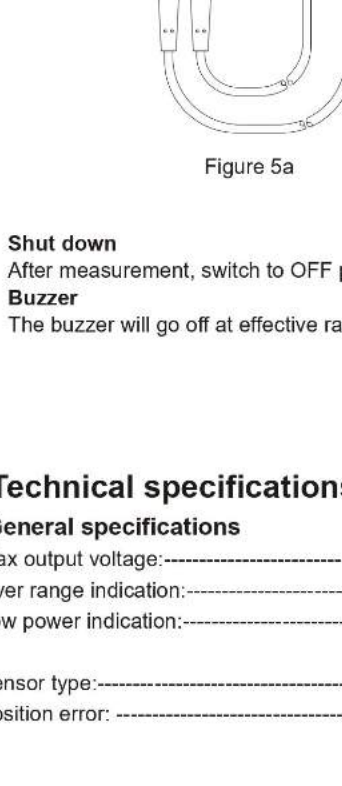 Figure 5a
Shut down
After measurement, switch to OFF
Buzzer
The buzzer will go off at effective
Technical specifications
General specifications
output voltage:-------------------------
range indication:----------------------
power indication:----------------------
type:----------------------------------
error: --------------------------------